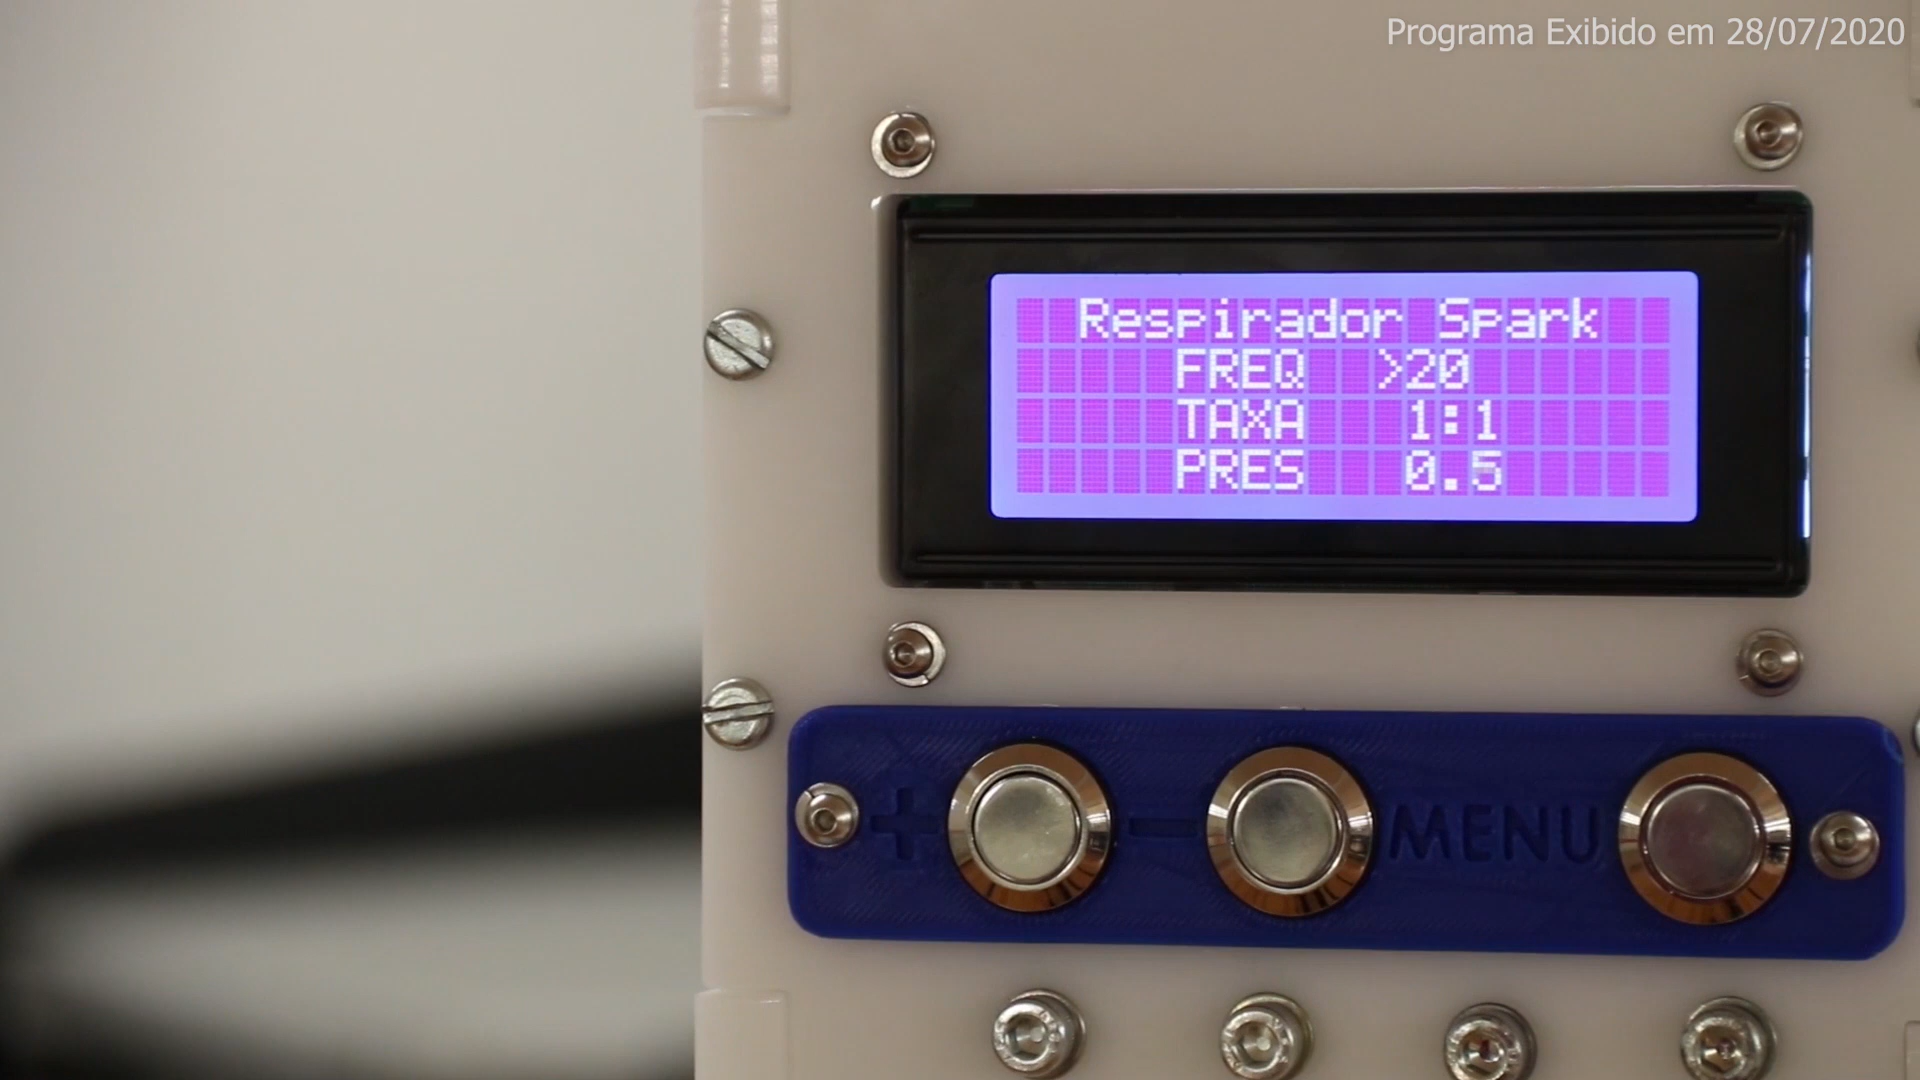 Programa Exibido em 28/07/2020
Respirador Spark
FREQ >20
TAXA 1:1
PRES 0.5
+ - MENU